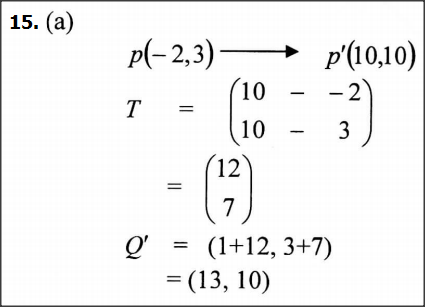 15. (a)
p(-2,3) ⟶ p′(10,10)
T = (10 - -2
10 - 3)
= (12
7)
Q′ = (1+12, 3+7)
= (13, 10)